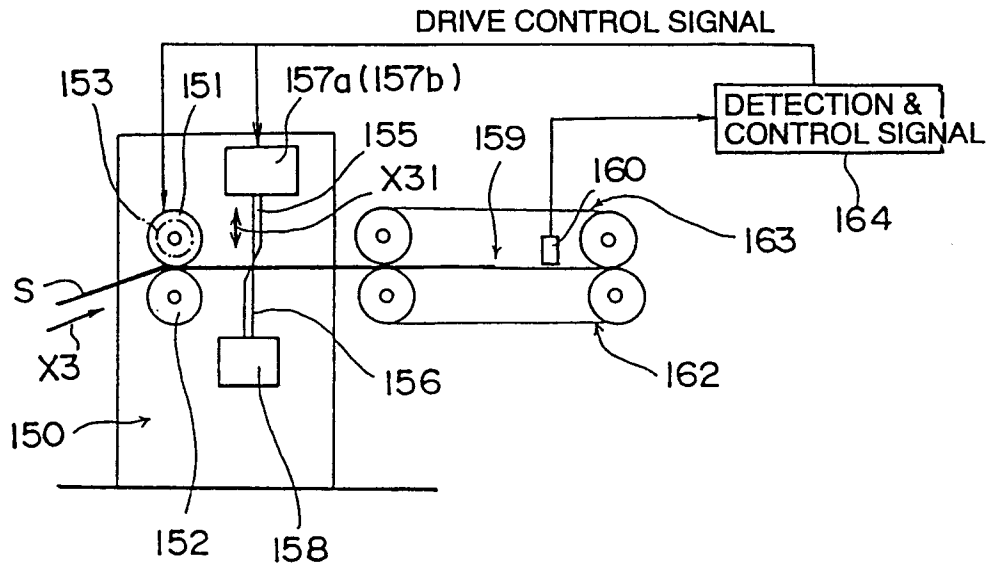 DRIVE CONTROL SIGNAL
153
151
157a (157b)
DETECTION &
CONTROL SIGNAL
155
159
X31
160
164
163
S
X3
156
162
150
152
158